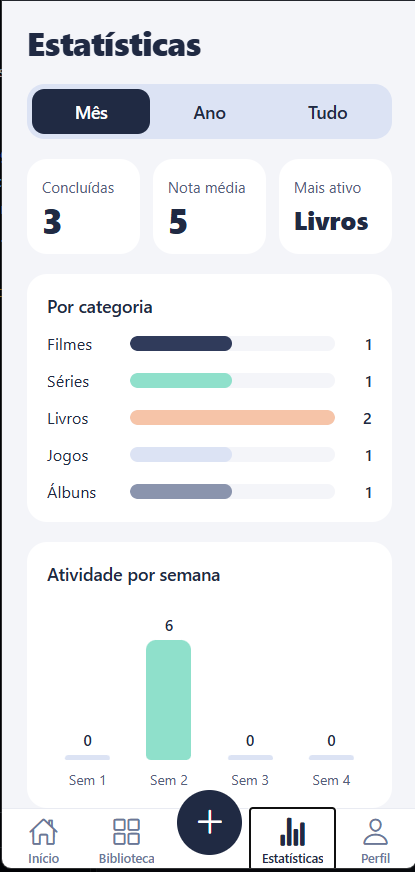 Estatísticas
Mês Ano Tudo
Concluídas Nota média Mais ativo
3 5 Livros
Por categoria
Filmes 1
Séries 1
Livros 2
Jogos 1
Álbuns 1
Atividade por semana
6
0 0 0
Sem 1 Sem 2 Sem 3 Sem 4
+
Início Biblioteca Estatísticas Perfil